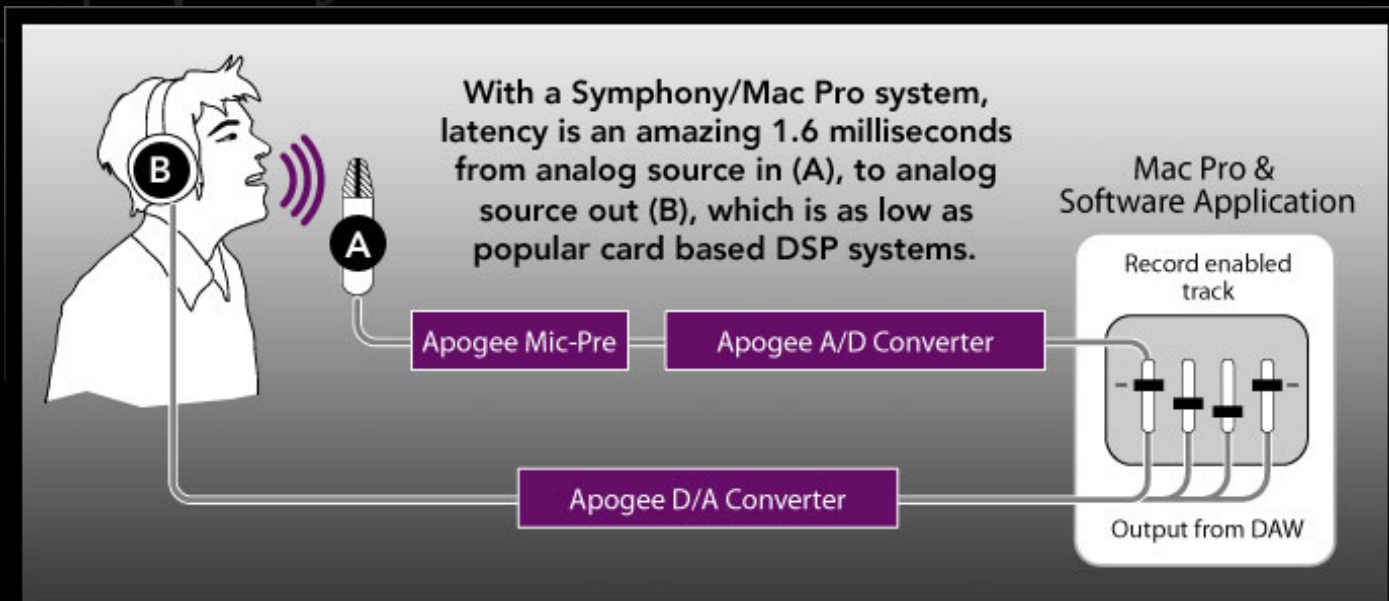 With a Symphony/Mac Pro system,
latency is an amazing 1.6 milliseconds
from analog source in (A), to analog
source out (B), which is as low as
popular card based DSP systems.
B
A
Mac Pro &
Software Application
Record enabled
track
Apogee Mic-Pre
Apogee A/D Converter
Apogee D/A Converter
Output from DAW